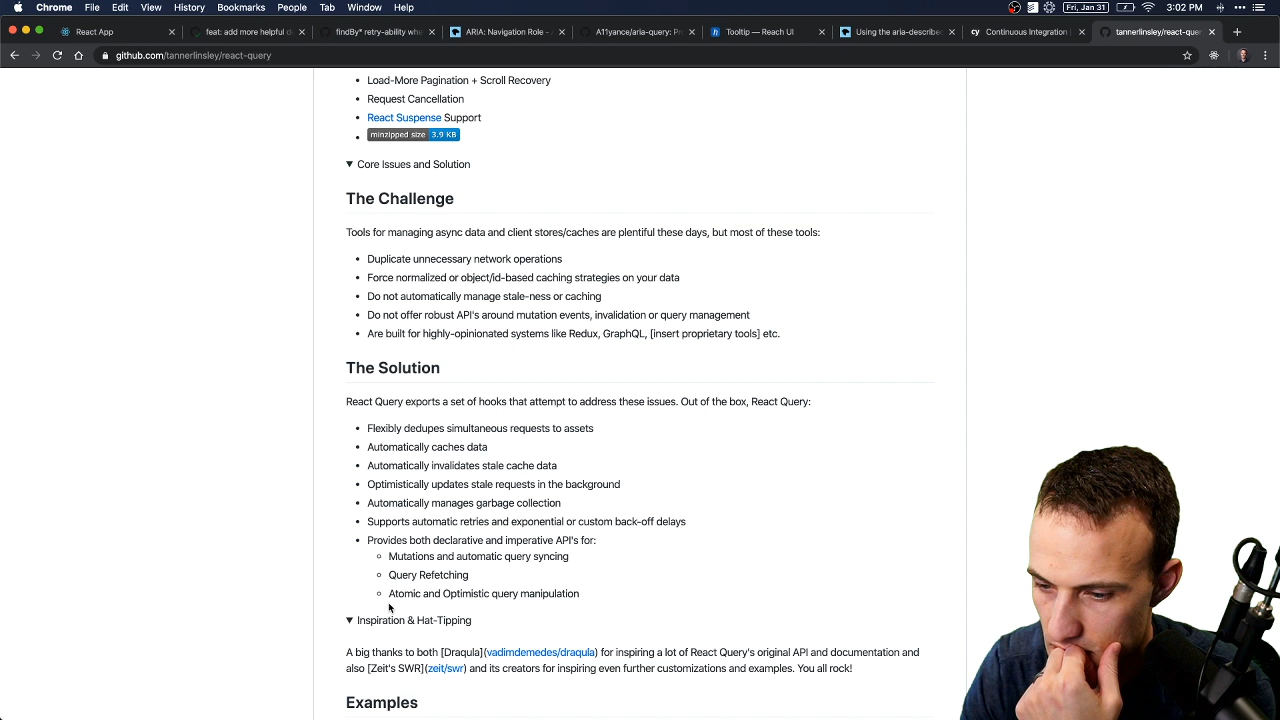 Chrome File Edit View History Bookmarks People Tab Window Help Fri, Jan 31 3:02 PM
React App feat: add more helpful d findBy* retry-ability wha ARIA: Navigation Role - A11yance/aria-query: Pr Tooltip — Reach UI Using the aria-described Continuous Integration tannerlinsley/react-quer
github.com/tannerlinsley/react-query
• Load-More Pagination + Scroll Recovery
• Request Cancellation
• React Suspense Support
• minzipped size 3.9 KB
▼ Core Issues and Solution
The Challenge
Tools for managing async data and client stores/caches are plentiful these days, but most of these tools:
• Duplicate unnecessary network operations
• Force normalized or object/id-based caching strategies on your data
• Do not automatically manage stale-ness or caching
• Do not offer robust API's around mutation events, invalidation or query management
• Are built for highly-opinionated systems like Redux, GraphQL, [insert proprietary tools] etc.
The Solution
React Query exports a set of hooks that attempt to address these issues. Out of the box, React Query:
• Flexibly dedupes simultaneous requests to assets
• Automatically caches data
• Automatically invalidates stale cache data
• Optimistically updates stale requests in the background
• Automatically manages garbage collection
• Supports automatic retries and exponential or custom back-off delays
• Provides both declarative and imperative API's for:
◦ Mutations and automatic query syncing
◦ Query Refetching
◦ Atomic and Optimistic query manipulation
▼ Inspiration & Hat-Tipping
A big thanks to both [Draqula](vadimdemedes/draqula) for inspiring a lot of React Query's original API and documentation and
also [Zeit's SWR](zeit/swr) and its creators for inspiring even further customizations and examples. You all rock!
Examples